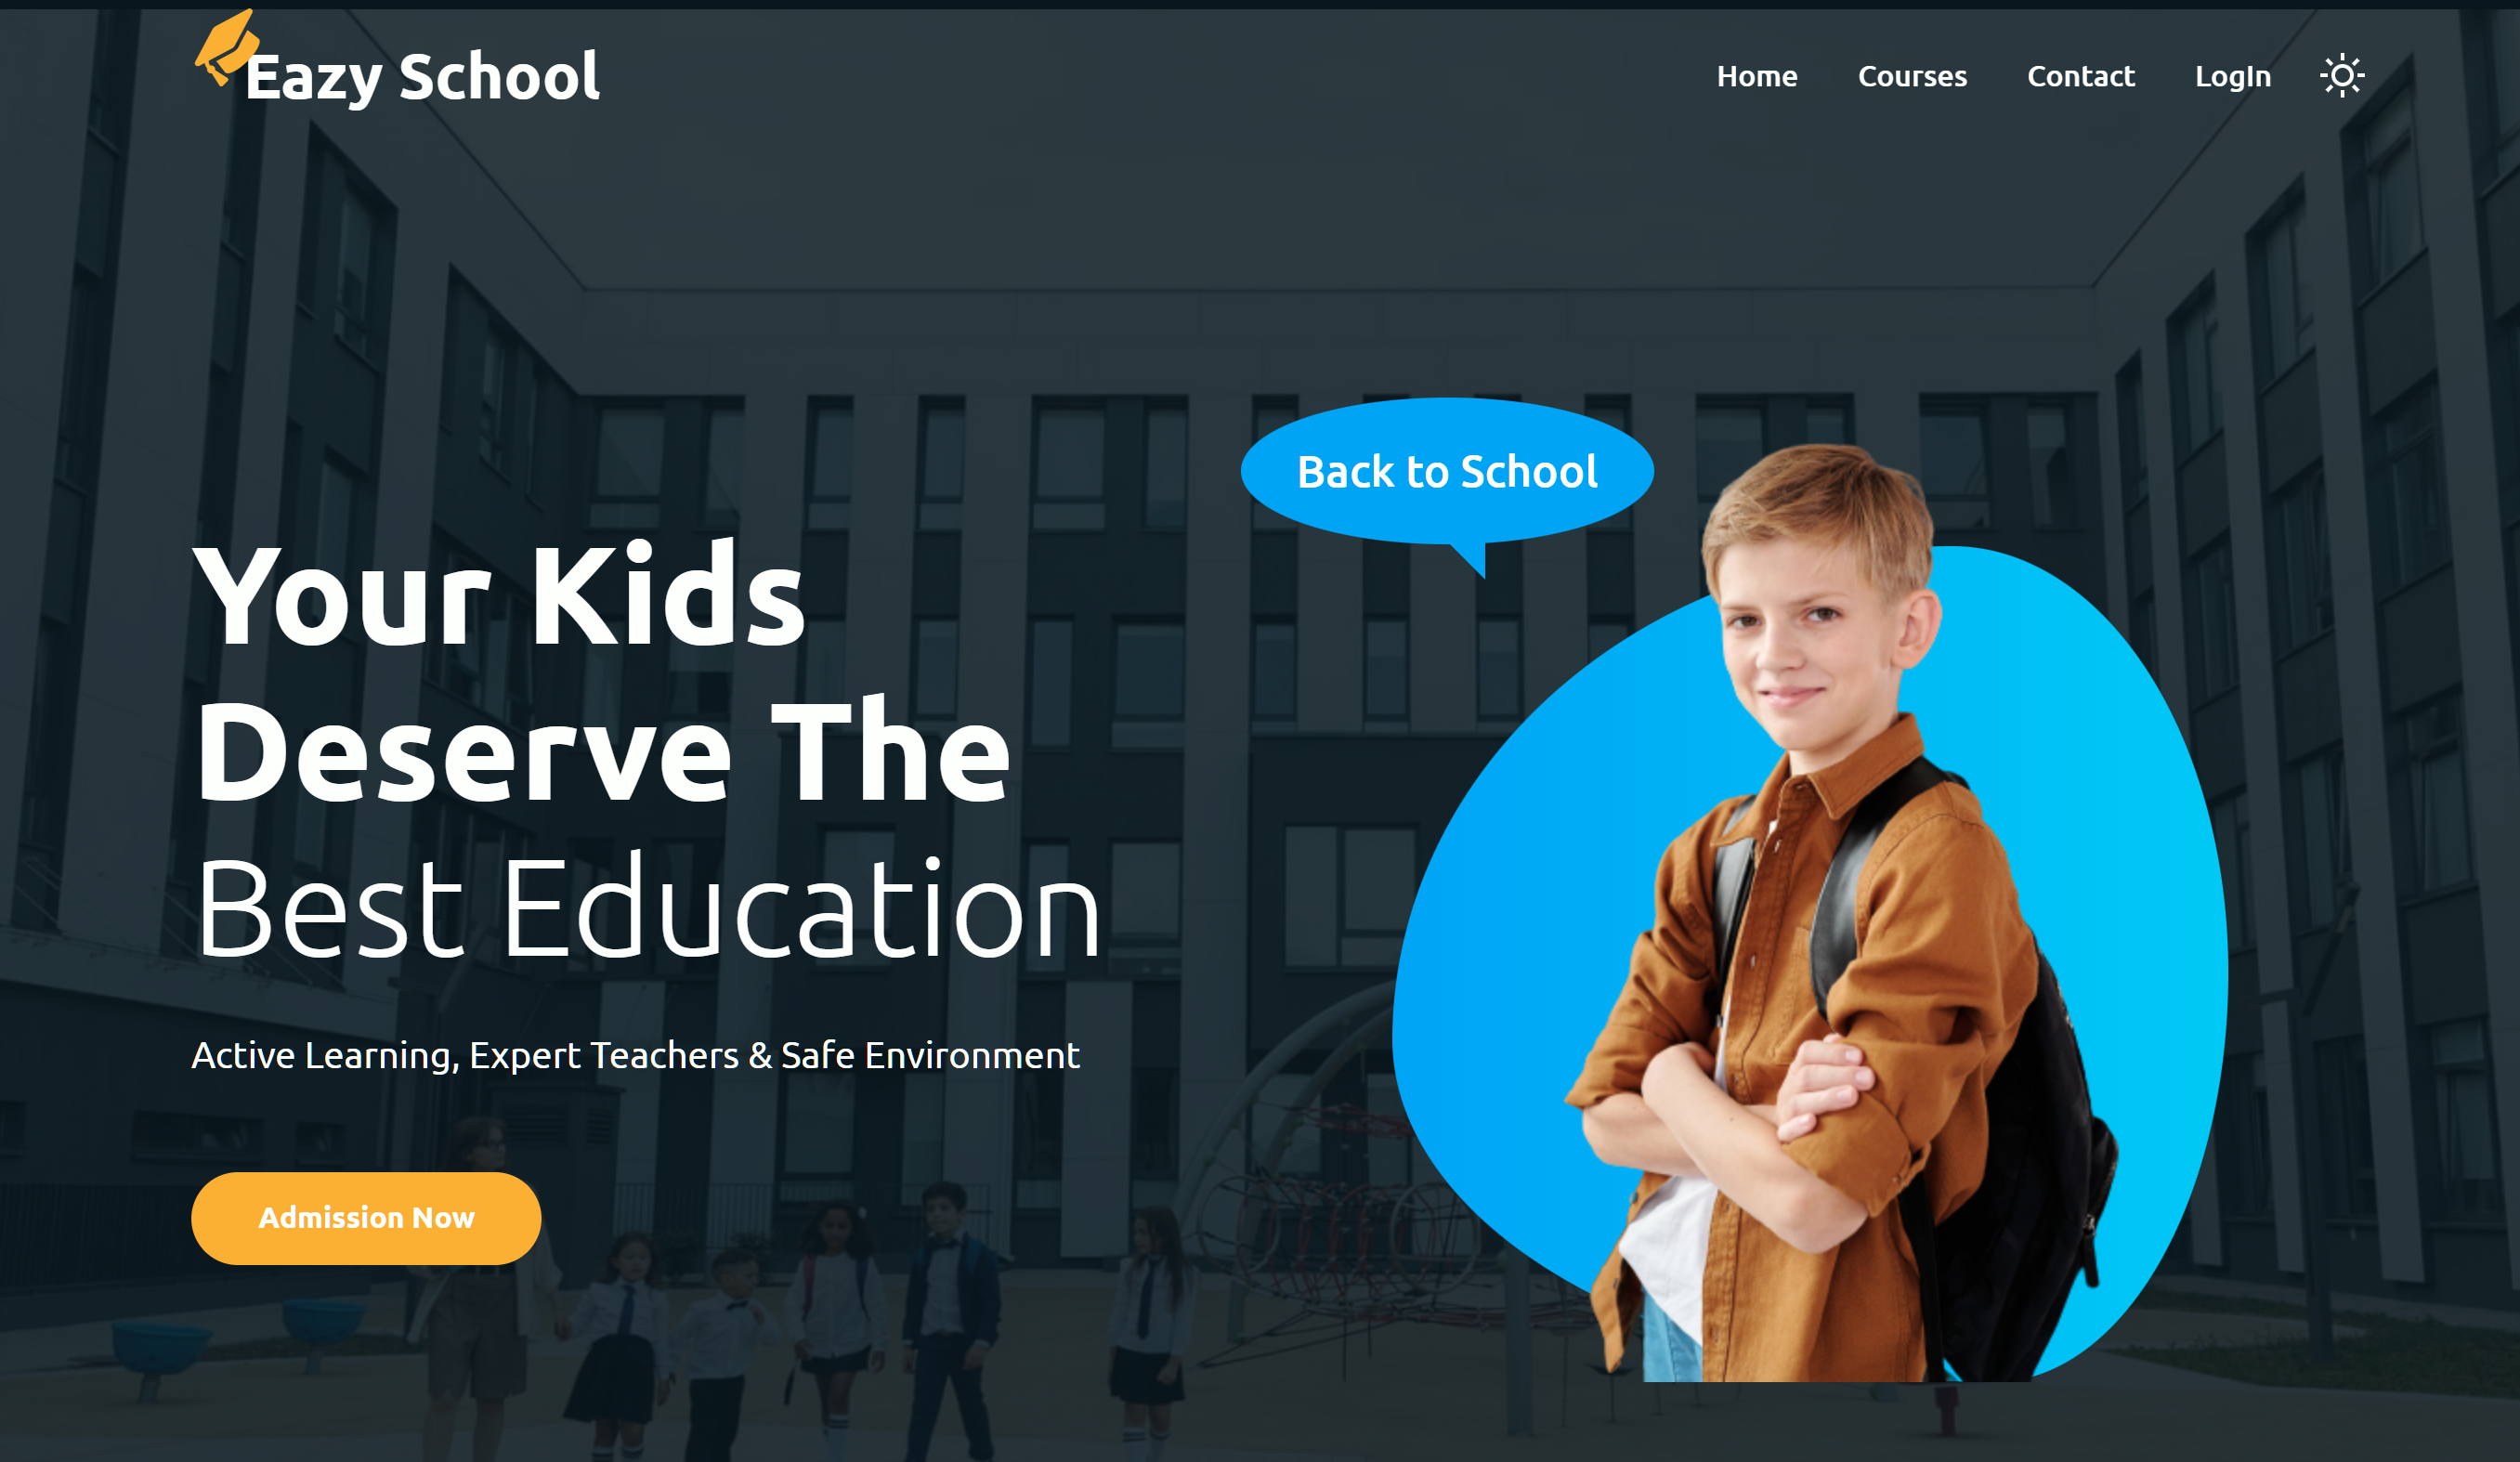 Eazy School
Home
Courses
Contact
LogIn
Back to School
Your Kids
Deserve The
Best Education
Active Learning, Expert Teachers & Safe Environment
Admission Now